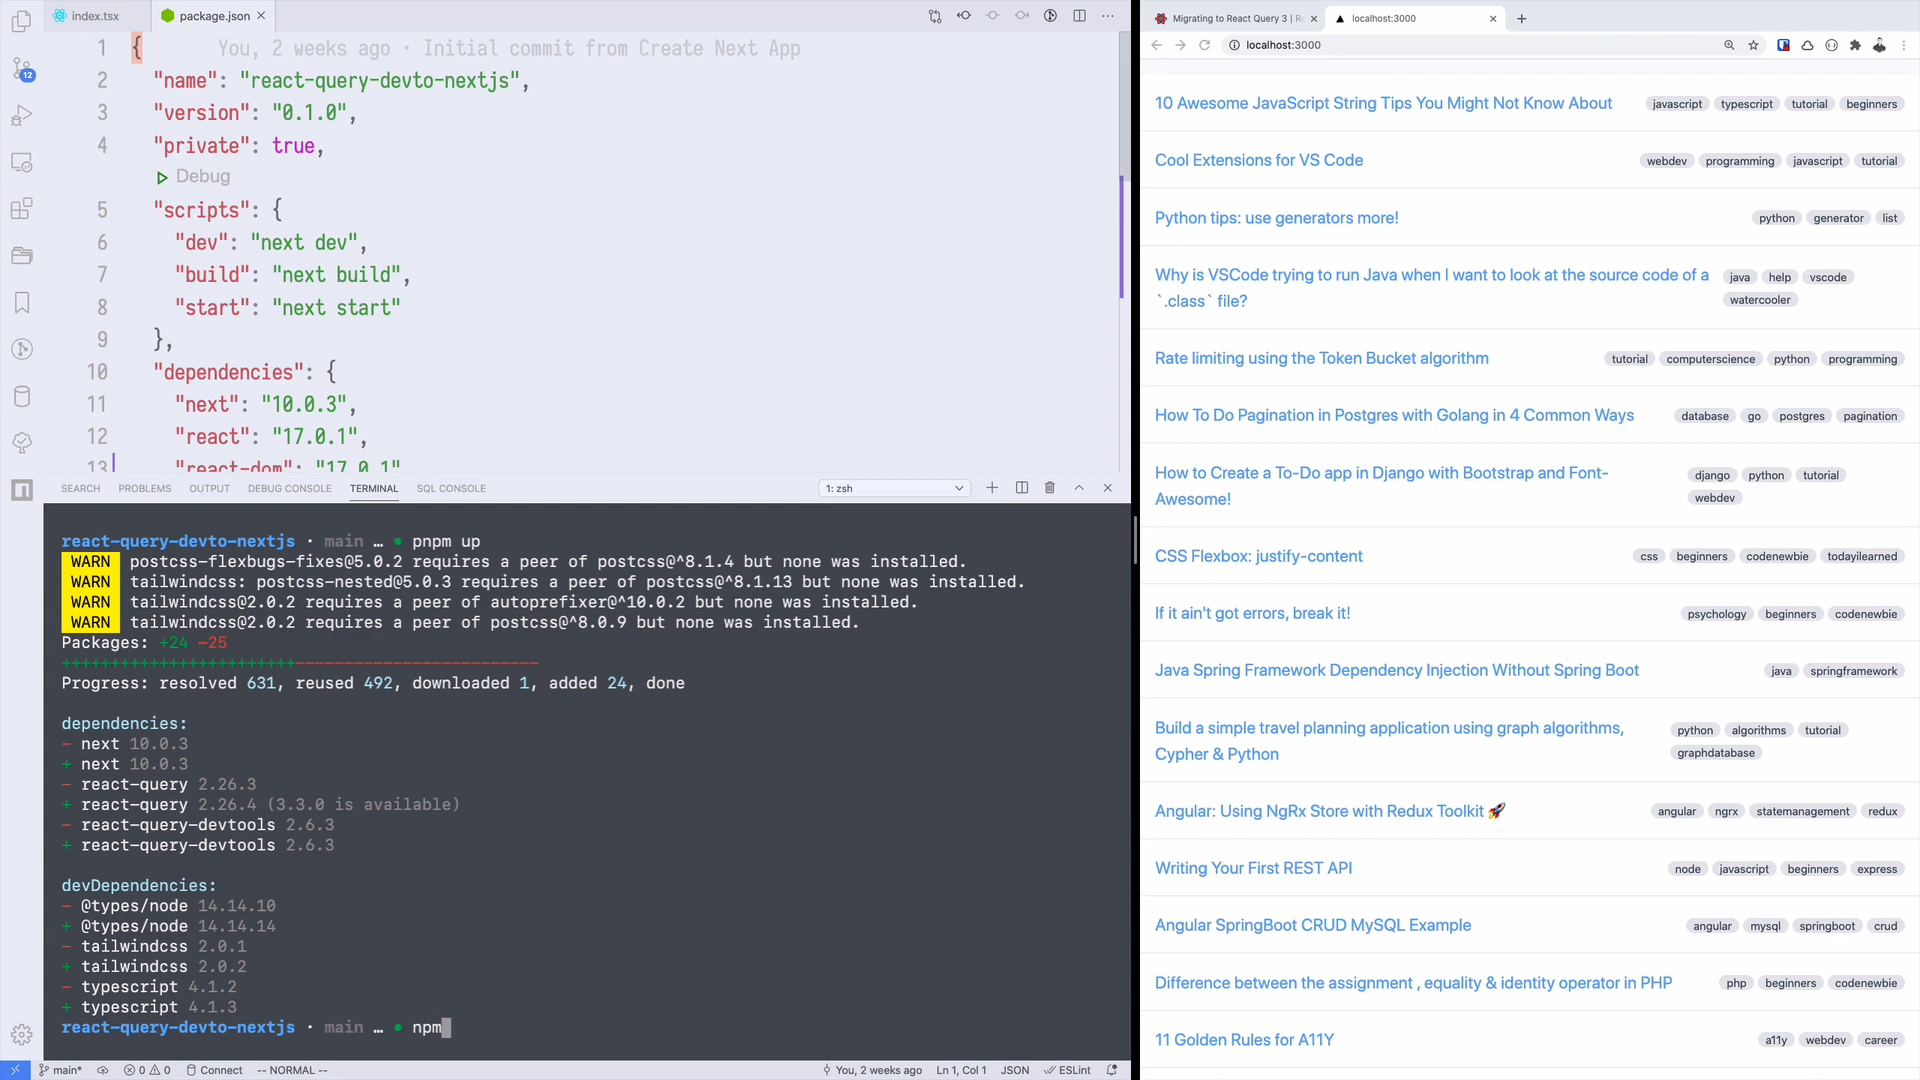 index.tsx
package.json
1 { You, 2 weeks ago · Initial commit from Create Next App
2 "name": "react-query-devto-nextjs",
3 "version": "0.1.0",
4 "private": true,
Debug
5 "scripts": {
6 "dev": "next dev",
7 "build": "next build",
8 "start": "next start"
9 },
10 "dependencies": {
11 "next": "10.0.3",
12 "react": "17.0.1",
13 "react-dom": "17.0.1"
12
SEARCH PROBLEMS OUTPUT DEBUG CONSOLE TERMINAL SQL CONSOLE 1: zsh
react-query-devto-nextjs · main … ● pnpm up
WARN postcss-flexbugs-fixes@5.0.2 requires a peer of postcss@^8.1.4 but none was installed.
WARN tailwindcss: postcss-nested@5.0.3 requires a peer of postcss@^8.1.13 but none was installed.
WARN tailwindcss@2.0.2 requires a peer of autoprefixer@^10.0.2 but none was installed.
WARN tailwindcss@2.0.2 requires a peer of postcss@^8.0.9 but none was installed.
Packages: +24 -25
++++++++++++++++++++++++-------------------------
Progress: resolved 631, reused 492, downloaded 1, added 24, done
dependencies:
- next 10.0.3
+ next 10.0.3
- react-query 2.26.3
+ react-query 2.26.4 (3.3.0 is available)
- react-query-devtools 2.6.3
+ react-query-devtools 2.6.3
devDependencies:
- @types/node 14.14.10
+ @types/node 14.14.14
- tailwindcss 2.0.1
+ tailwindcss 2.0.2
- typescript 4.1.2
+ typescript 4.1.3
react-query-devto-nextjs · main … ● npm
main* 0 0 Connect -- NORMAL -- You, 2 weeks ago Ln 1, Col 1 JSON ESLint
Migrating to React Query 3 | R
localhost:3000
localhost:3000
10 Awesome JavaScript String Tips You Might Not Know About javascript typescript tutorial beginners
Cool Extensions for VS Code webdev programming javascript tutorial
Python tips: use generators more! python generator list
Why is VSCode trying to run Java when I want to look at the source code of a java help vscode
`.class` file? watercooler
Rate limiting using the Token Bucket algorithm tutorial computerscience python programming
How To Do Pagination in Postgres with Golang in 4 Common Ways database go postgres pagination
How to Create a To-Do app in Django with Bootstrap and Font- django python tutorial
Awesome! webdev
CSS Flexbox: justify-content css beginners codenewbie todayilearned
If it ain't got errors, break it! psychology beginners codenewbie
Java Spring Framework Dependency Injection Without Spring Boot java springframework
Build a simple travel planning application using graph algorithms, python algorithms tutorial
Cypher & Python graphdatabase
Angular: Using NgRx Store with Redux Toolkit 🚀 angular ngrx statemanagement redux
Writing Your First REST API node javascript beginners express
Angular SpringBoot CRUD MySQL Example angular mysql springboot crud
Difference between the assignment , equality & identity operator in PHP php beginners codenewbie
11 Golden Rules for A11Y a11y webdev career